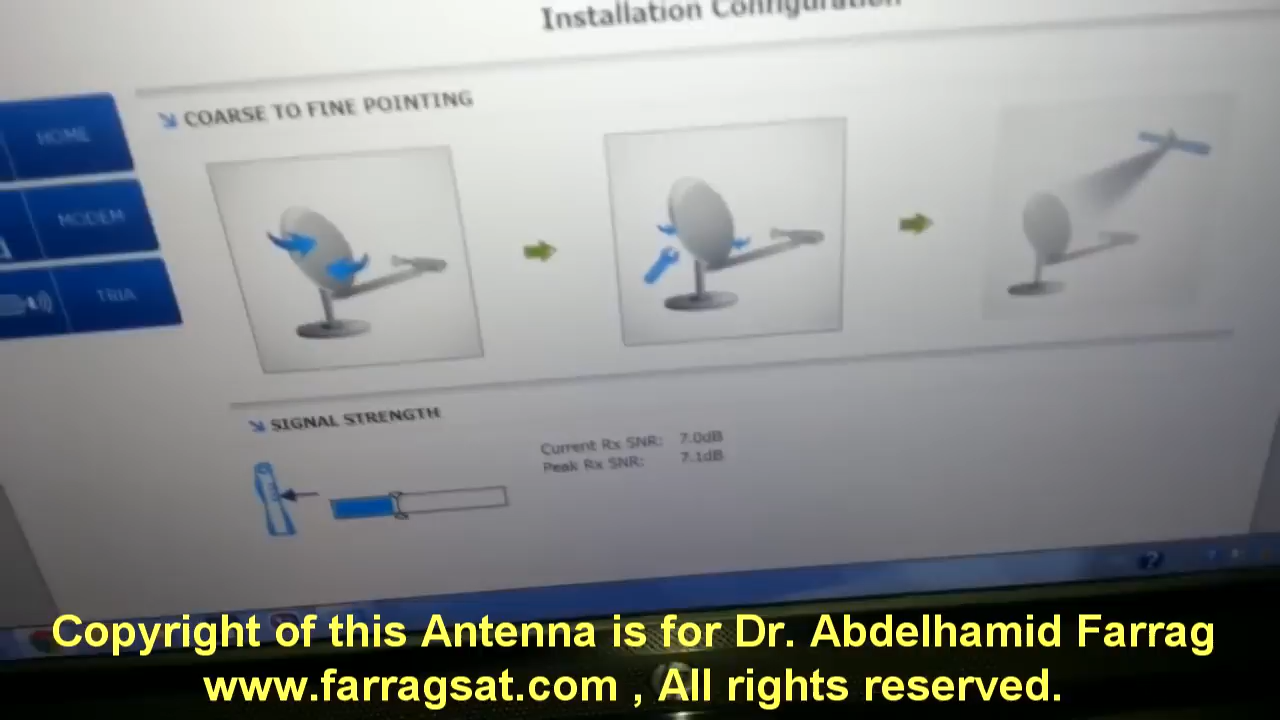 Installation Configuration
COARSE TO FINE POINTING
HOME
MODEM
TRIA
SIGNAL STRENGTH
Current Rx SNR: 7.0dB
Peak Rx SNR: 7.1dB
?
Copyright of this Antenna is for Dr. Abdelhamid Farrag
www.farragsat.com , All rights reserved.